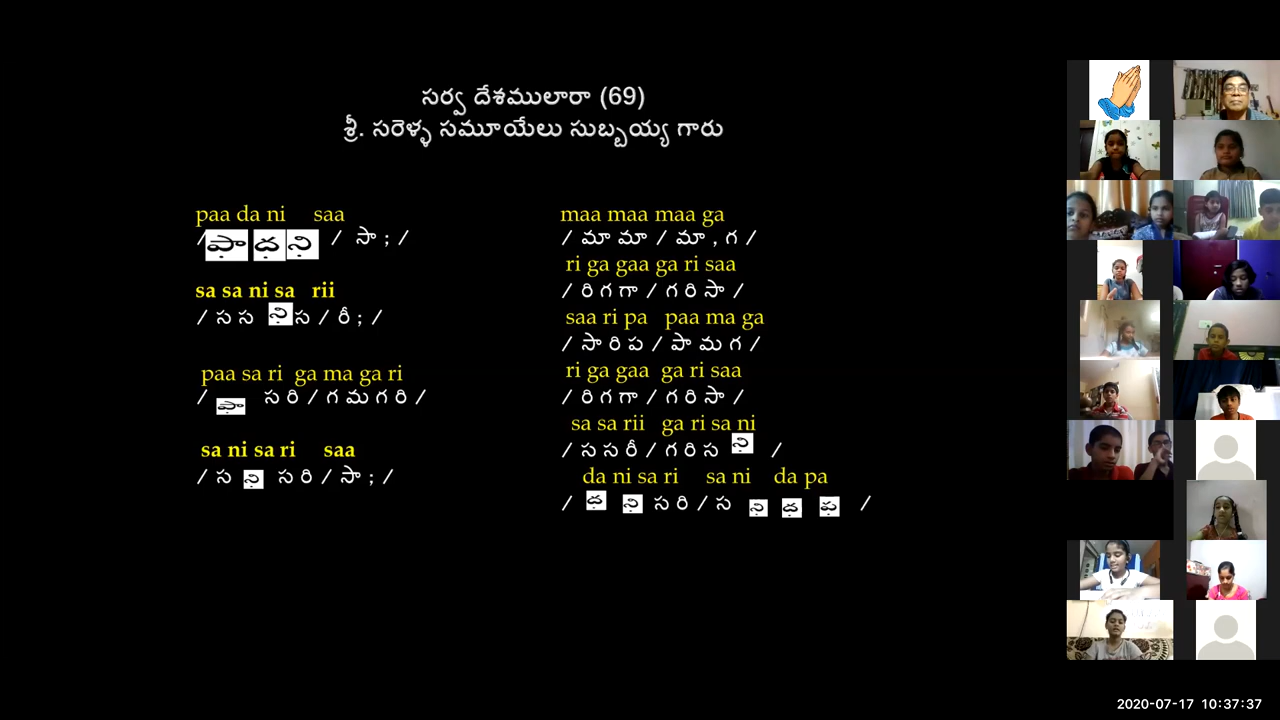 సర్వ దేశములారా (69)
శ్రీ. సరెళ్ళ సమూయేలు సుబ్బయ్య గారు
paa da ni saa
/ పా ధ ని / సా ; /
sa sa ni sa rii
/ స స ని స / రీ ; /
paa sa ri ga ma ga ri
/ పా స రి / గ మ గ రి /
sa ni sa ri saa
/ స ని స రి / సా ; /
maa maa maa ga
/ మా మా / మా , గ /
ri ga gaa ga ri saa
/ రి గ గా / గ రి సా /
saa ri pa paa ma ga
/ సా రి ప / పా మ గ /
ri ga gaa ga ri saa
/ రి గ గా / గ రి సా /
sa sa rii ga ri sa ni
/ స స రీ / గ రి స ని /
da ni sa ri sa ni da pa
/ ధ ని స రి / స ని ధ ప /
2020-07-17 10:37:37